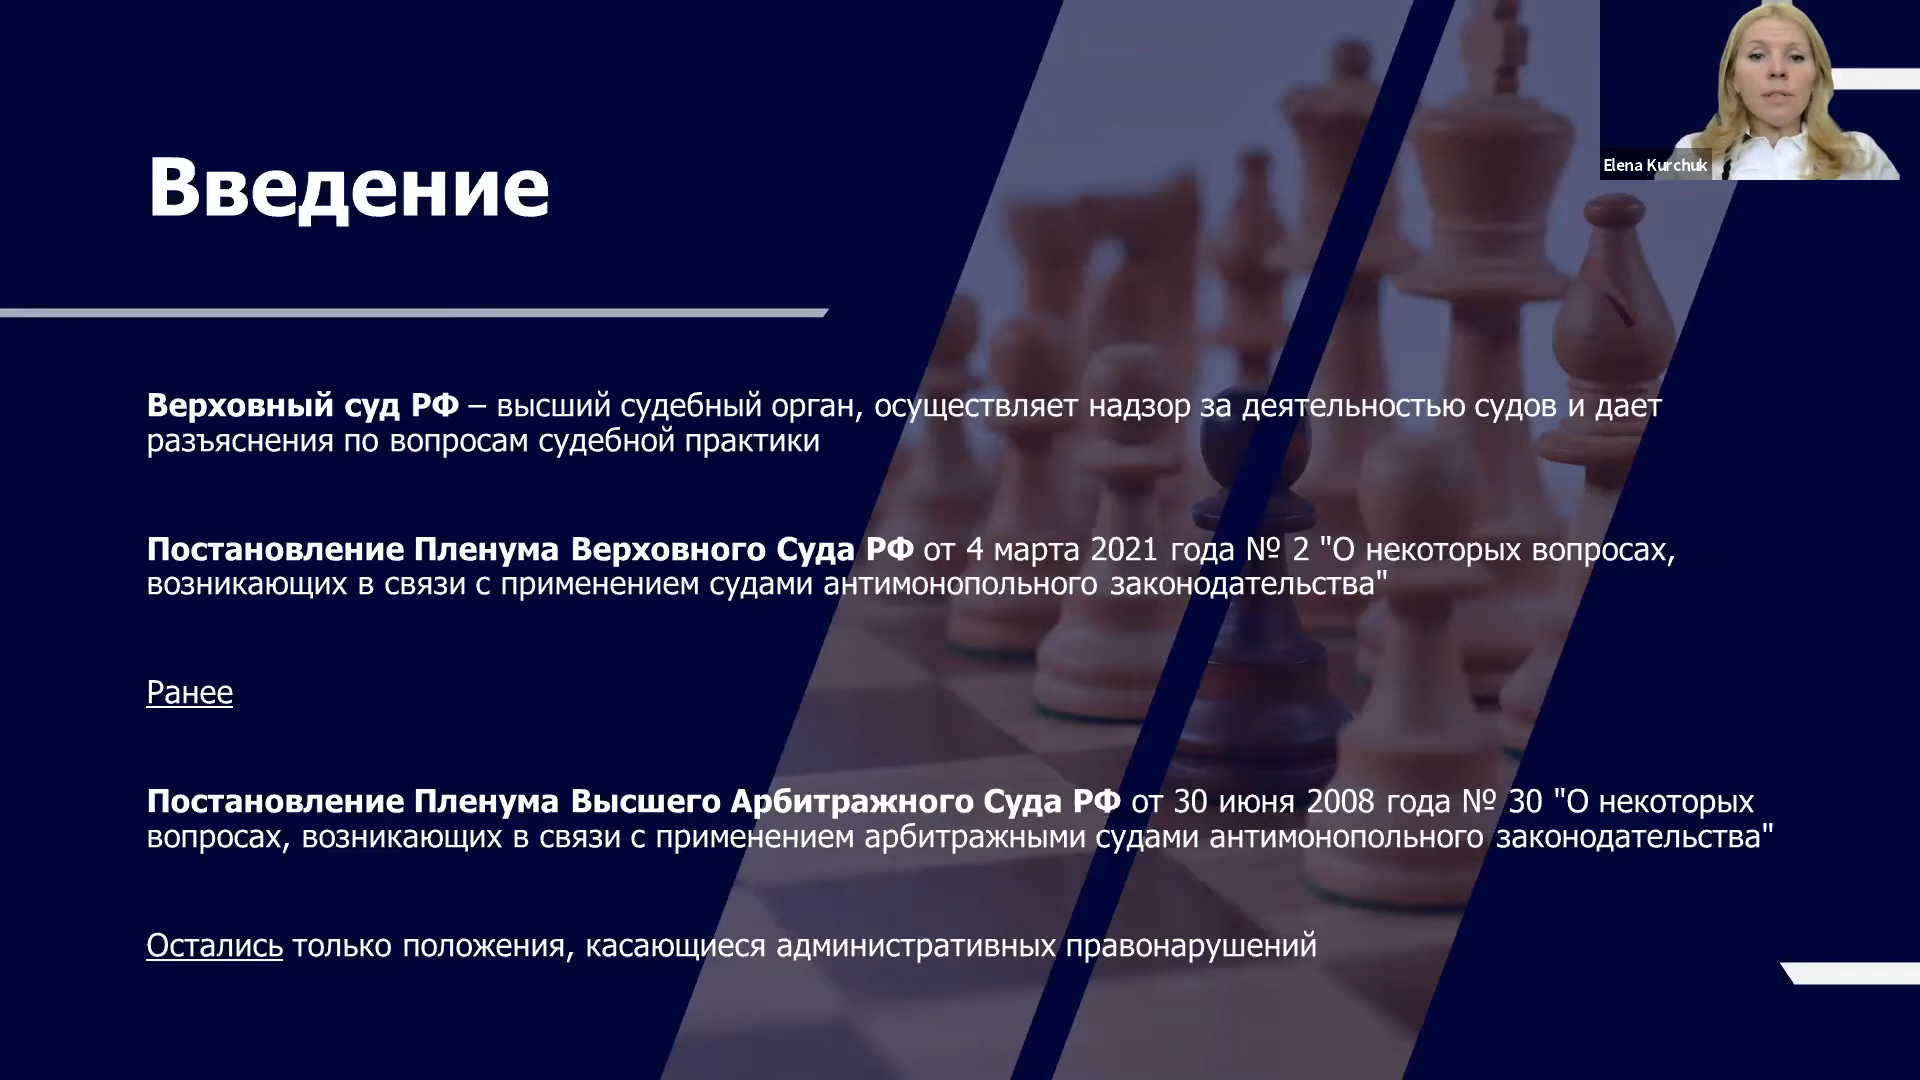 Введение
Elena Kurchuk
Верховный суд РФ – высший судебный орган, осуществляет надзор за деятельностью судов и дает
разъяснения по вопросам судебной практики
Постановление Пленума Верховного Суда РФ от 4 марта 2021 года № 2 "О некоторых вопросах,
возникающих в связи с применением судами антимонопольного законодательства"
Ранее
Постановление Пленума Высшего Арбитражного Суда РФ от 30 июня 2008 года № 30 "О некоторых
вопросах, возникающих в связи с применением арбитражными судами антимонопольного законодательства"
Остались только положения, касающиеся административных правонарушений